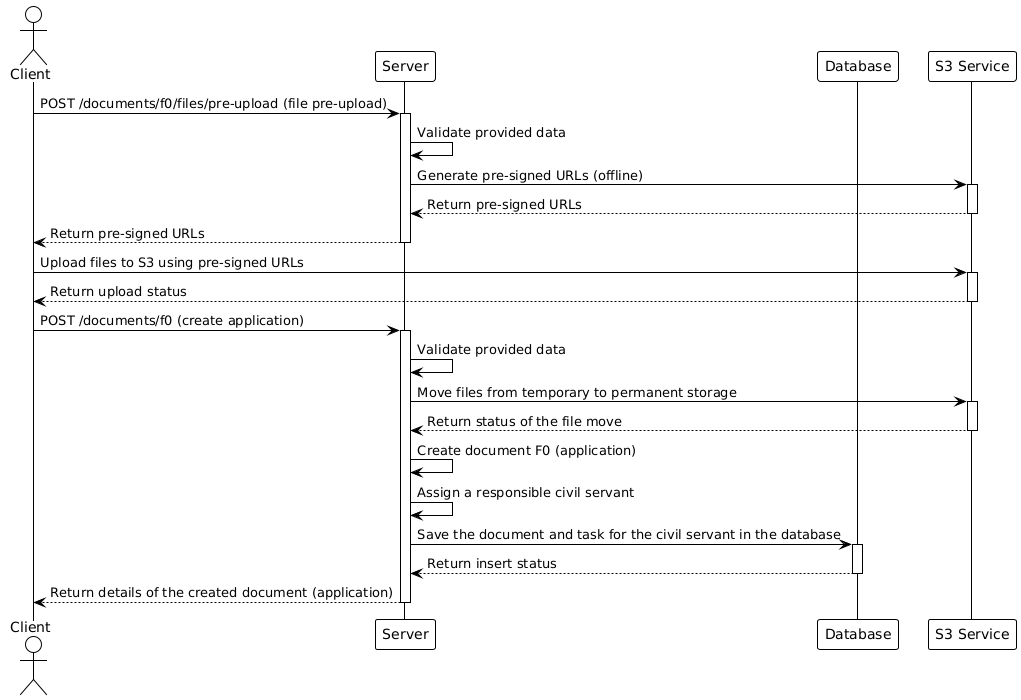 Client
Server
Database
S3 Service
POST /documents/f0/files/pre-upload (file pre-upload)
Validate provided data
Generate pre-signed URLs (offline)
Return pre-signed URLs
Return pre-signed URLs
Upload files to S3 using pre-signed URLs
Return upload status
POST /documents/f0 (create application)
Validate provided data
Move files from temporary to permanent storage
Return status of the file move
Create document F0 (application)
Assign a responsible civil servant
Save the document and task for the civil servant in the database
Return insert status
Return details of the created document (application)
Client
Server
Database
S3 Service